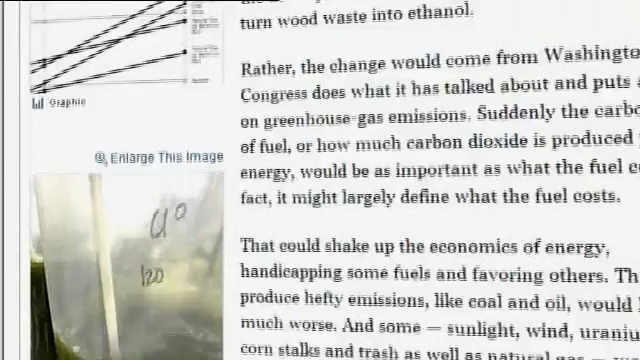 turn wood waste into ethanol.
Rather, the change would come from Washingto
Congress does what it has talked about and puts a
on greenhouse-gas emissions. Suddenly the carbo
of fuel, or how much carbon dioxide is produced
energy, would be as important as what the fuel c
fact, it might largely define what the fuel costs.
That could shake up the economics of energy,
handicapping some fuels and favoring others. Th
produce hefty emissions, like coal and oil, would l
much worse. And some — sunlight, wind, uraniu
corn stalks and trash as well as natural gas —
Graphic
Enlarge This Image
120